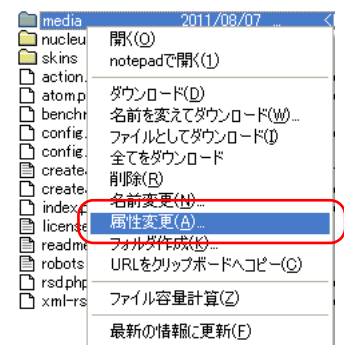 media 2011/08/07 ... <
nucleu
skins
action.
atom.p
benchr
config.
config.
create
create
index.p
license
readme
robots
rsd.php
xml-rs
開く(O)
notepadで開く(1)
ダウンロード(D)
名前を変えてダウンロード(W)...
ファイルとしてダウンロード(I)
全てをダウンロード
削除(R)
名前変更(N)...
属性変更(A)...
フォルダ作成(K)...
URLをクリップボードへコピー(C)
ファイル容量計算(Z)
最新の情報に更新(F)